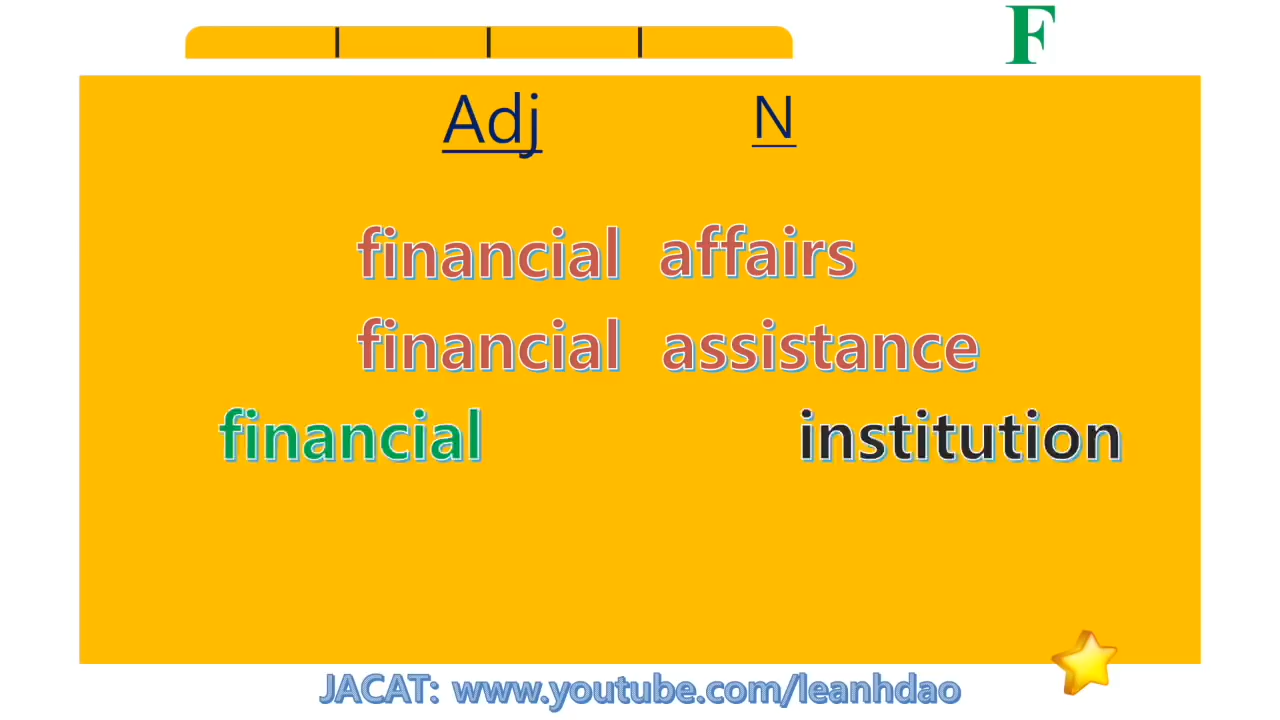 F
Adj N
financial affairs
financial assistance
financial institution
JACAT: www.youtube.com/leanhdao